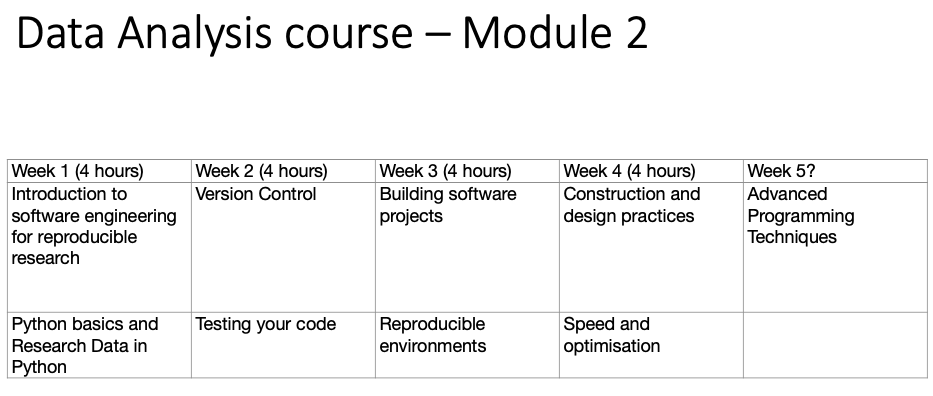 Data Analysis course – Module 2
Week 1 (4 hours)
Week 2 (4 hours)
Week 3 (4 hours)
Week 4 (4 hours)
Week 5?
Introduction to
software engineering
for reproducible
research
Version Control
Building software
projects
Construction and
design practices
Advanced
Programming
Techniques
Python basics and
Research Data in
Python
Testing your code
Reproducible
environments
Speed and
optimisation